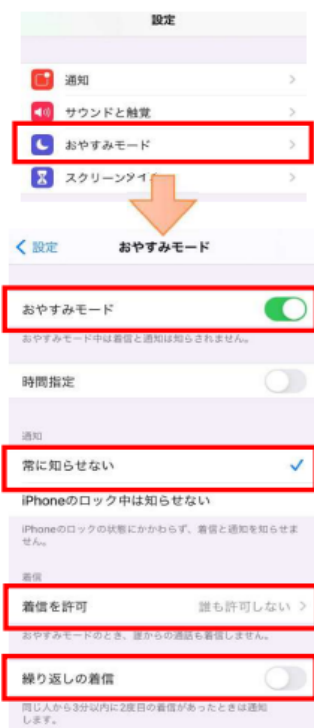 設定
通知
サウンドと触覚
おやすみモード
スクリーンタイム
設定
おやすみモード
おやすみモード
おやすみモード中は着信と通知は知らされません。
時間指定
通知
常に知らせない
iPhoneのロック中は知らせない
iPhoneのロックの状態にかかわらず、着信と通知を知らせま
せん。
着信
着信を許可
誰も許可しない
おやすみモードのとき、誰からの通話も着信しません。
繰り返しの着信
同じ人から3分以内に2度目の着信があったときは通知
します。